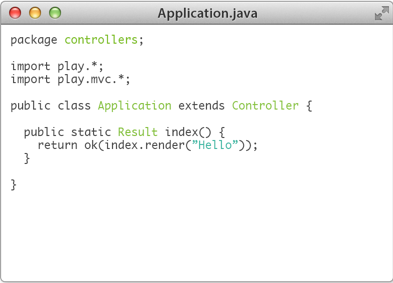 Application.java
package controllers;
import play.*;
import play.mvc.*;
public class Application extends Controller {
public static Result index() {
return ok(index.render(”Hello”));
}
}